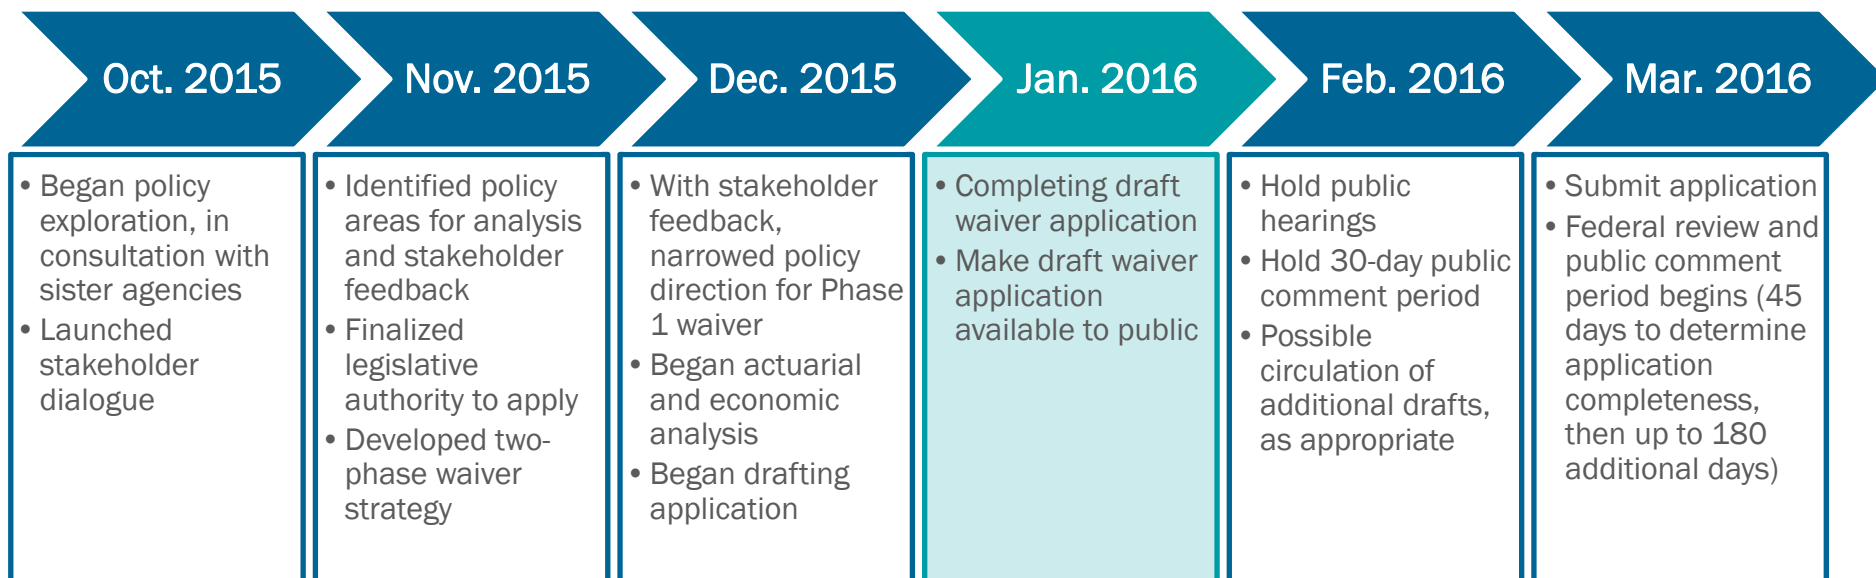 Oct. 2015
Nov. 2015
Dec. 2015
Jan. 2016
Feb. 2016
Mar. 2016
• Began policy
exploration, in
consultation with
sister agencies
• Launched
stakeholder
dialogue
• Identified policy
areas for analysis
and stakeholder
feedback
• Finalized
legislative
authority to apply
• Developed two-
phase waiver
strategy
• With stakeholder
feedback,
narrowed policy
direction for Phase
1 waiver
• Began actuarial
and economic
analysis
• Began drafting
application
• Completing draft
waiver application
• Make draft waiver
application
available to public
• Hold public
hearings
• Hold 30-day public
comment period
• Possible
circulation of
additional drafts,
as appropriate
• Submit application
• Federal review and
public comment
period begins (45
days to determine
application
completeness,
then up to 180
additional days)